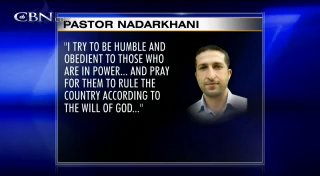 CBN.COM
PASTOR NADARKHANI
"I TRY TO BE HUMBLE AND
OBEDIENT TO THOSE WHO
ARE IN POWER... AND PRAY
FOR THEM TO RULE THE
COUNTRY ACCORDING TO
THE WILL OF GOD..."